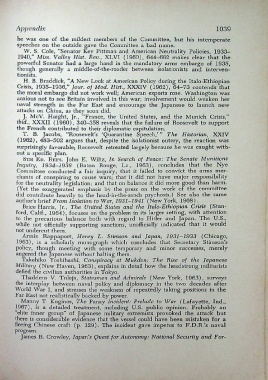 Appendix 1039
he was one of the mildest members of the Committee, but his intemperate
speeches on the outside gave the Committee a bad name.
W. S. Cole, "Senator Key Pittman and American Neutrality Policies, 1933–
1940," Miss. Valley Hist. Rev., XLVI (1960), 644–662 makes clear that the
powerful Senator had a large hand in the mandatory arms embargo of 1935,
though generally a middle-of-the-roader between isolationists and interven-
tionists.
H. B. Braddick, "A New Look at American Policy during the Italo-Ethiopian
Crisis, 1935–1936," Jour. of Mod. Hist., XXXIV (1962), 64–73 contends that
the moral embargo did not work well; American exports rose. Washington was
anxious not to see Britain involved in this war; involvement would weaken her
naval strength in the Far East and encourage the Japanese to launch new
attacks on China, as they soon did.
J. McV. Haight, Jr., "France, the United States, and the Munich Crisis,"
ibid., XXXII (1960), 340–358 reveals the failure of Roosevelt to support
the French contributed to their diplomatic capitulation.
T. B. Jacobs, "Roosevelt's 'Quarantine Speech,'" The Historian, XXIV
(1962), 483–502 argues that, despite the isolationist outcry, the reaction was
surprisingly favorable. Roosevelt retreated largely because he was caught with-
out a specific plan.
John E. Wiltz, In Search of Peace: The Senate Munitions
Inquiry, 1934–1936 (Baton Rouge, La., 1963), concludes that the Nye
Committee conducted a fair inquiry, that it failed to convict the arms mer-
chants of conspiring to cause wars; that it did not have major responsibility
for the neutrality legislation; and that on balance it did more good than harm.
(Yet the exaggerated emphasis by the press on the work of the committee
did contribute heavily to the head-in-the-sands psychosis.) See also the same
author's brief From Isolation to War, 1931–1941 (New York, 1968).
Brice Harris, Jr., The United States and the Italo-Ethiopian Crisis (Stan-
ford, Calif., 1964), focuses on the problem in its larger setting, with attention
to the precarious balance both with regard to Hitler and Japan. The U.S.,
while not officially supporting sanctions, unofficially indicated that it would
not undercut them.
Armin Rappaport, Henry L. Stimson and Japan, 1931–1933 (Chicago,
1963), is a scholarly monograph which concludes that Secretary Stimson's
policy, though meeting with some temporary and minor success, merely
angered the Japanese without halting them.
Takehiko Yoshihashi, Conspiracy at Mukden: The Rise of the Japanese
Military (New Haven, 1963), explains in detail how the headstrong militarists
defied the civilian authorities in Tokyo.
Thaddeus V. Tuleja, Statesmen and Admirals (New York, 1963), surveys
the interplay between naval policy and diplomacy in the two decades after
World War I, and stresses the weakness of repeatedly taking positions in the
Far East not realistically backed by power.
Manny T. Koginos, The Panay Incident: Prelude to War (Lafayette, Ind.,
1967), is a detailed treatment, including U.S. public opinion. Probably an
"elite inner group" of Japanese military extremists provoked the attack but
there is considerable evidence that the vessel could have been mistaken for a
fleeing Chinese craft (p. 129). The incident gave impetus to F.D.R.'s naval
program.
James B. Crowley, Japan's Quest for Autonomy: National Security and For-